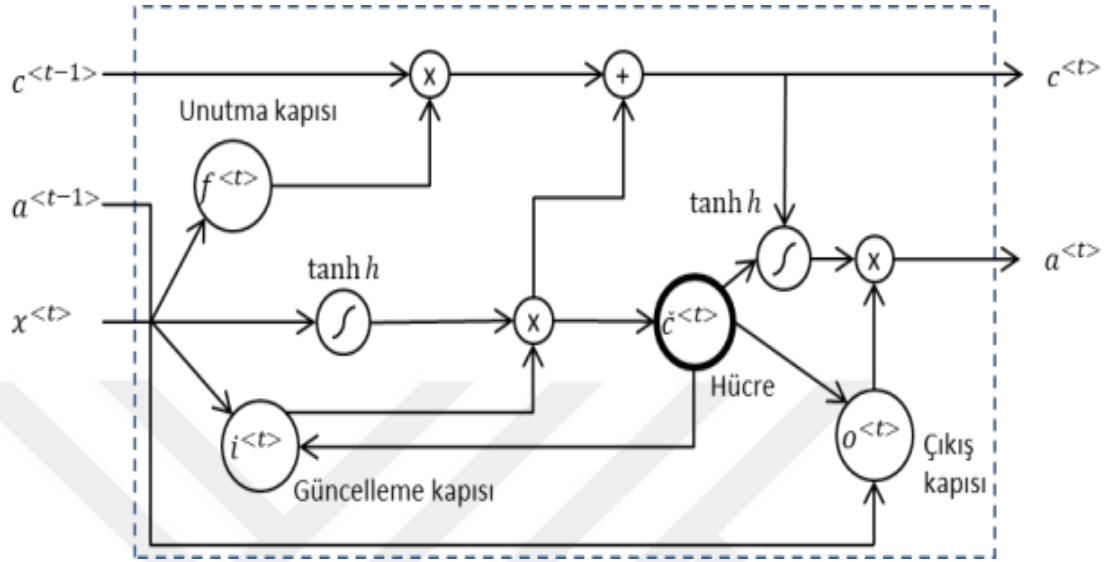 c<t−1>
x
+
c<t>
Unutma kapısı
f<t>
a<t−1>
tanh h
x
a<t>
tanh h
x<t>
x
č<t>
Hücre
i<t>
o<t>
Çıkış
kapısı
Güncelleme kapısı